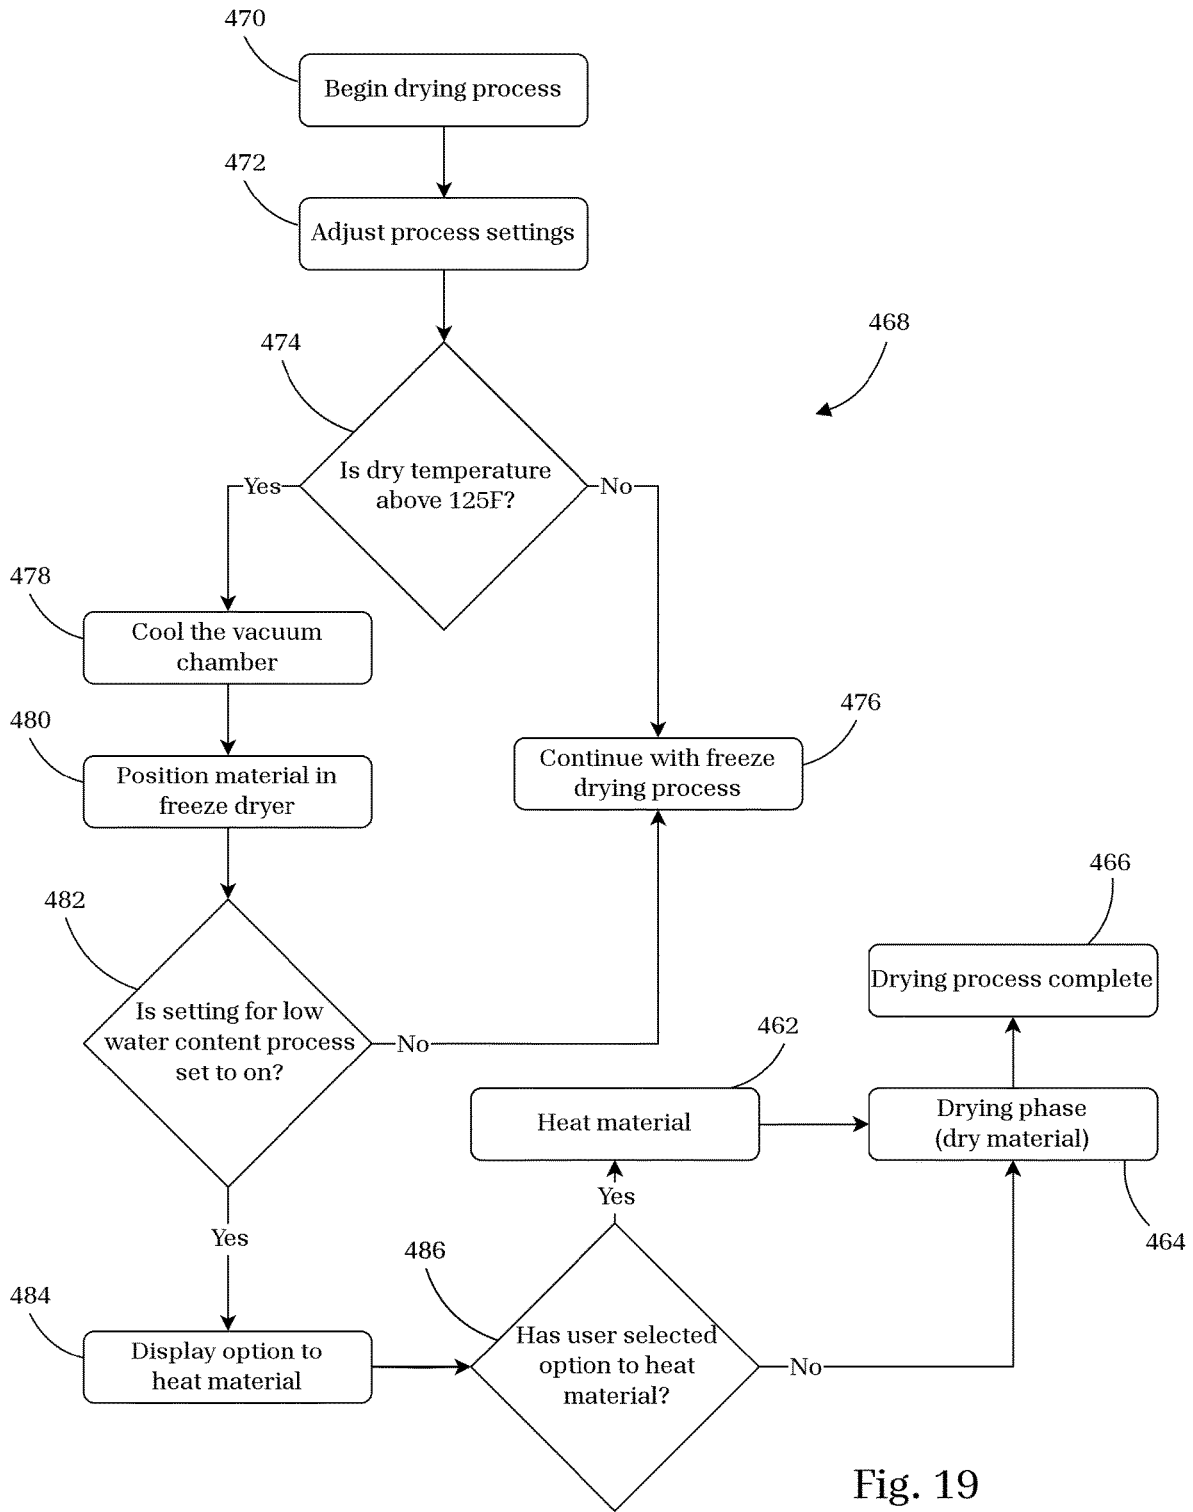 470
Begin drying process
472
Adjust process settings
468
474
Is dry temperature
above 125F?
Yes
No
478
Cool the vacuum
chamber
476
Continue with freeze
drying process
480
Position material in
freeze dryer
466
Drying process complete
482
Is setting for low
water content process
set to on?
No
462
Heat material
Drying phase
(dry material)
464
Yes
Yes
486
484
Display option to
heat material
Has user selected
option to heat
material?
No
Fig. 19